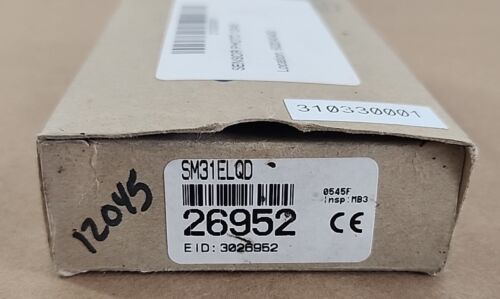 310330001
SM31ELQD
0545F
Insp:MB3
26952
CE
EID: 3026952
12045